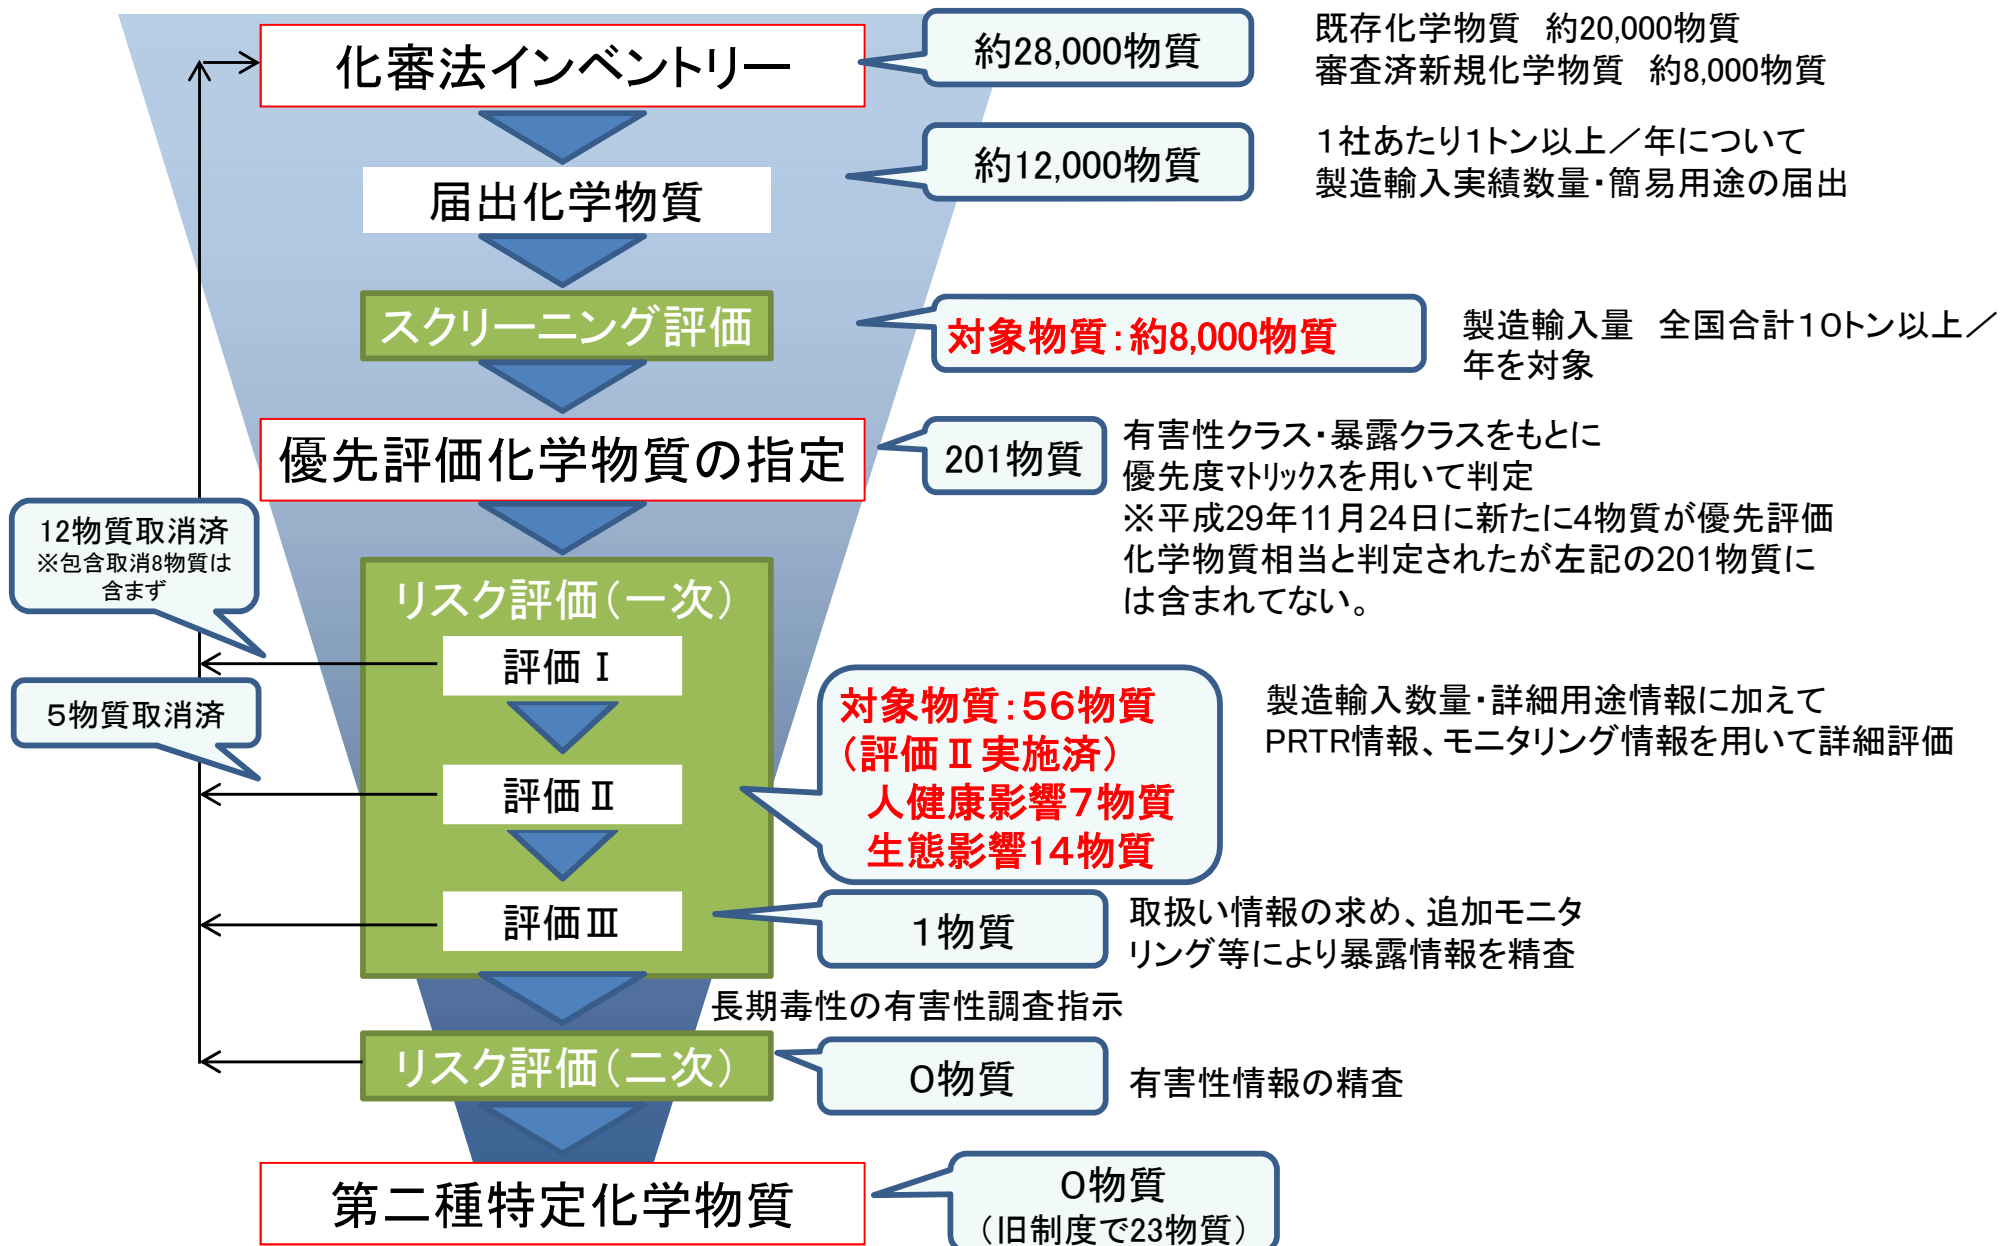 化審法インベントリー
約28,000物質
既存化学物質　約20,000物質
審査済新規化学物質　約8,000物質
届出化学物質
約12,000物質
１社あたり１トン以上／年について
製造輸入実績数量・簡易用途の届出
スクリーニング評価
対象物質：約8,000物質
製造輸入量　全国合計１０トン以上／
年を対象
優先評価化学物質の指定
201物質
有害性クラス・暴露クラスをもとに
優先度ﾏﾄﾘｯｸｽを用いて判定
※平成29年11月24日に新たに4物質が優先評価
化学物質相当と判定されたが左記の201物質に
は含まれてない。
12物質取消済
※包含取消8物質は
含まず
リスク評価（一次）
評価Ⅰ
５物質取消済
対象物質：５６物質
（評価Ⅱ実施済）
人健康影響７物質
生態影響１４物質
製造輸入数量・詳細用途情報に加えて
PRTR情報、モニタリング情報を用いて詳細評価
評価Ⅱ
評価Ⅲ
１物質
取扱い情報の求め、追加モニタ
リング等により暴露情報を精査
長期毒性の有害性調査指示
リスク評価（二次）
０物質
有害性情報の精査
第二種特定化学物質
０物質
（旧制度で23物質）